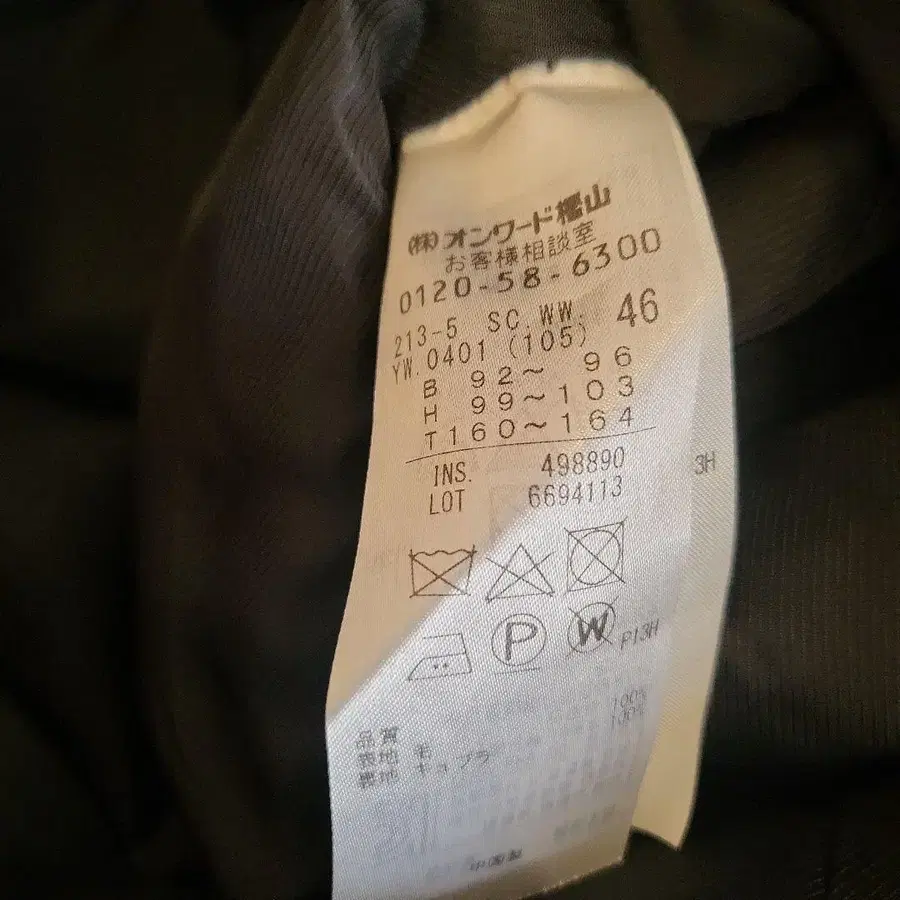 (株)オンワード樫山
お客様相談室
0120-58-6300
213-5 SC.WW. 46
YW.0401 (105)
B 92～ 96
H 99～103
T160～164
INS. 498890
LOT 6694113
3H
P W P13H
品質
表地 毛 100%
裏地 キュプラ 100%
中国製